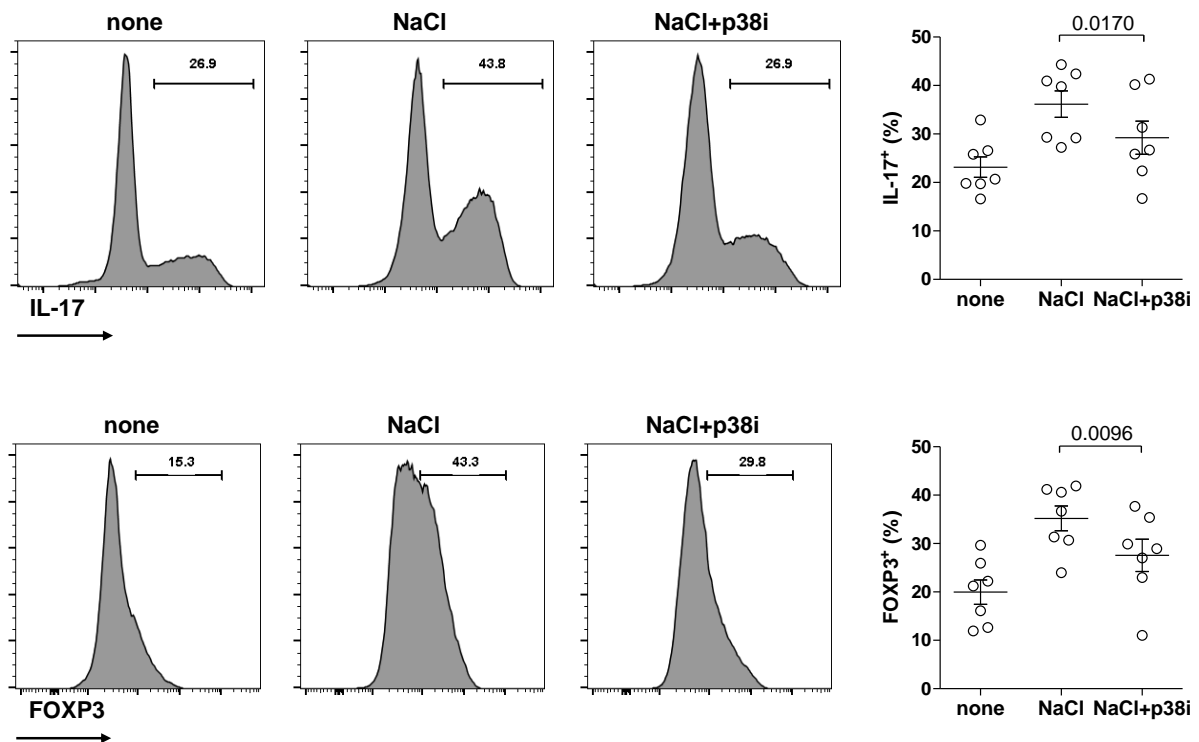 none NaCl NaCl+p38i
26.9 43.8 26.9
IL-17
0.0170
50
40
30
20
10
0
IL-17⁺ (%)
none NaCl NaCl+p38i
none NaCl NaCl+p38i
15.3 43.3 29.8
FOXP3
0.0096
50
40
30
20
10
0
FOXP3⁺ (%)
none NaCl NaCl+p38i